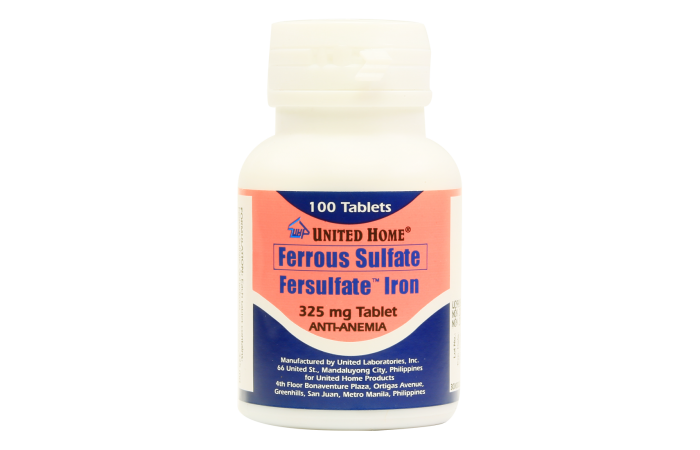 100 Tablets
UHP UNITED HOME®
Ferrous Sulfate
Fersulfate™ Iron
325 mg Tablet
ANTI-ANEMIA
Manufactured by United Laboratories, Inc.
66 United St., Mandaluyong City, Philippines
for United Home Products
4th Floor Bonaventure Plaza, Ortigas Avenue,
Greenhills, San Juan, Metro Manila, Philippines